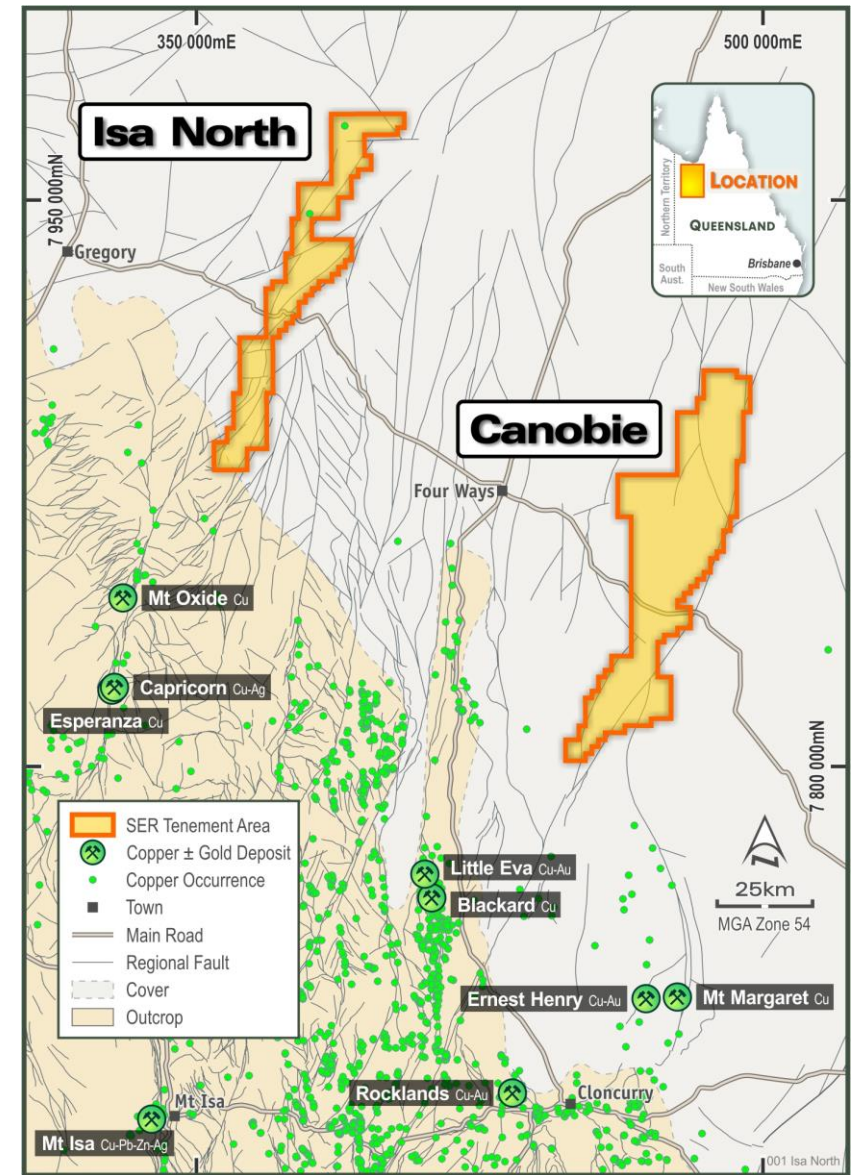 350 000mE
500 000mE
Isa North
7 950 000mN
Gregory
Northern Territory
LOCATION
QUEENSLAND
Brisbane
South
Aust.
New South Wales
Canobie
Four Ways
Mt Oxide Cu
Capricorn Cu-Ag
Esperanza Cu
7 800 000mN
SER Tenement Area
Copper ± Gold Deposit
Copper Occurrence
Town
Main Road
Regional Fault
Cover
Outcrop
Little Eva Cu-Au
Blackard Cu
N
25km
MGA Zone 54
Ernest Henry Cu-Au
Mt Margaret Cu
Rocklands Cu-Au
Cloncurry
Mt Isa
Mt Isa Cu-Pb-Zn-Ag
001 Isa North